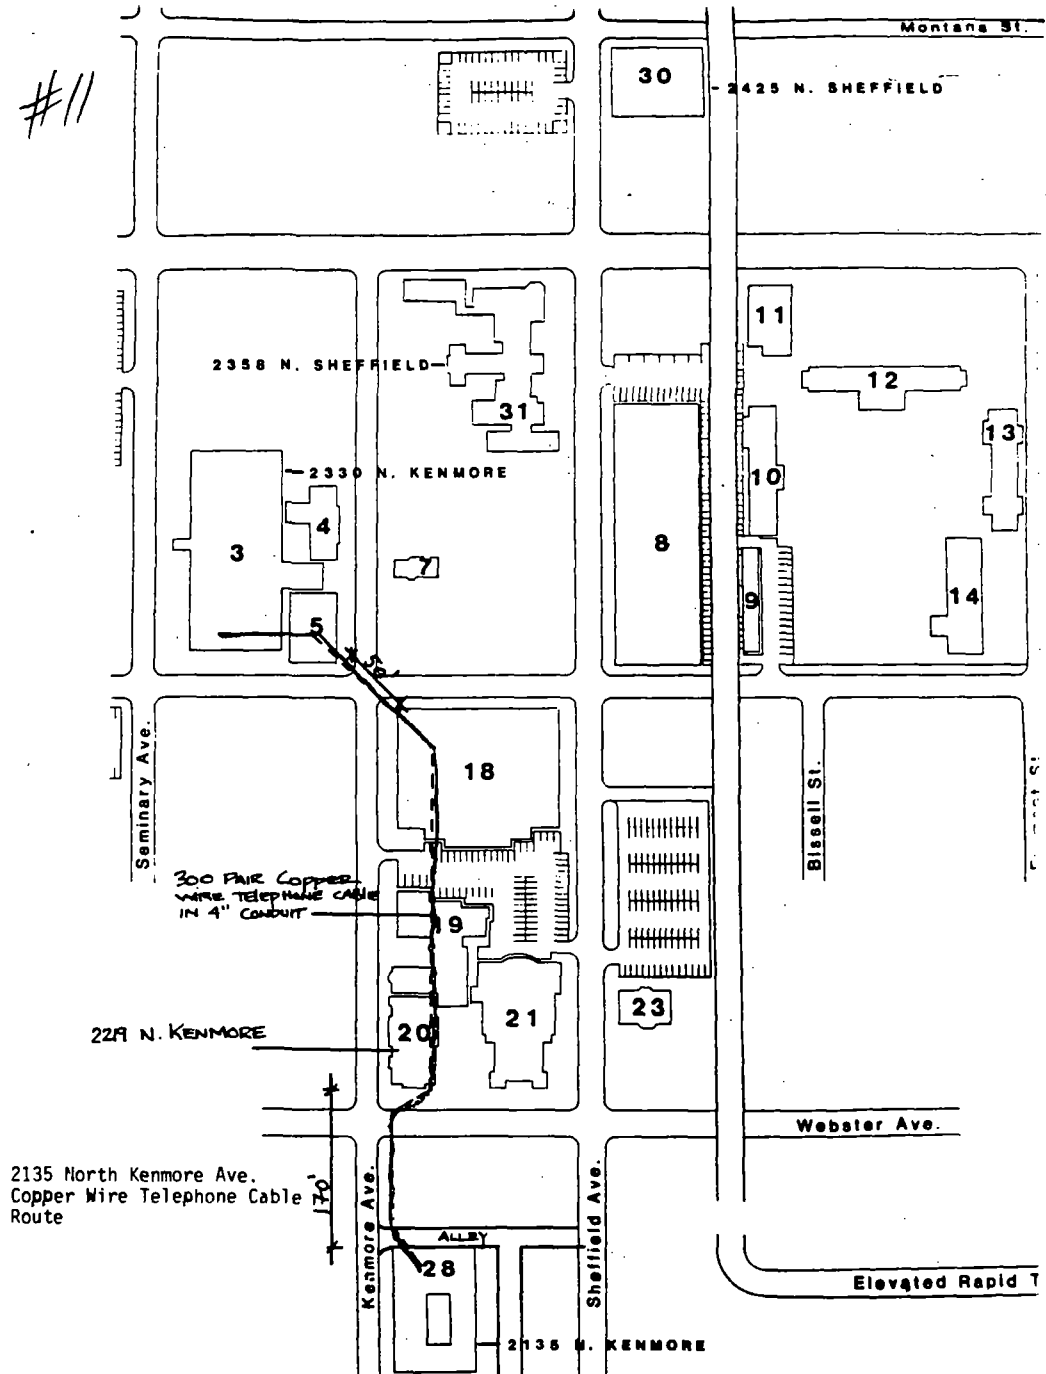 Montana St.
#11
30
2425 N. SHEFFIELD
11
2358 N. SHEFFIELD
12
31
13
2330 N. KENMORE
10
4
8
3
7
9
14
5
50'
18
Seminary Ave.
Bissell St.
300 PAIR COPPER
WIRE TELEPHONE CABLE
IN 4" CONDUIT
19
23
21
20
2219 N. KENMORE
Webster Ave.
2135 North Kenmore Ave.
Copper Wire Telephone Cable
Route
170'
Kenmore Ave.
Sheffield Ave.
ALLEY
28
Elevated Rapid T
2135 N. KENMORE